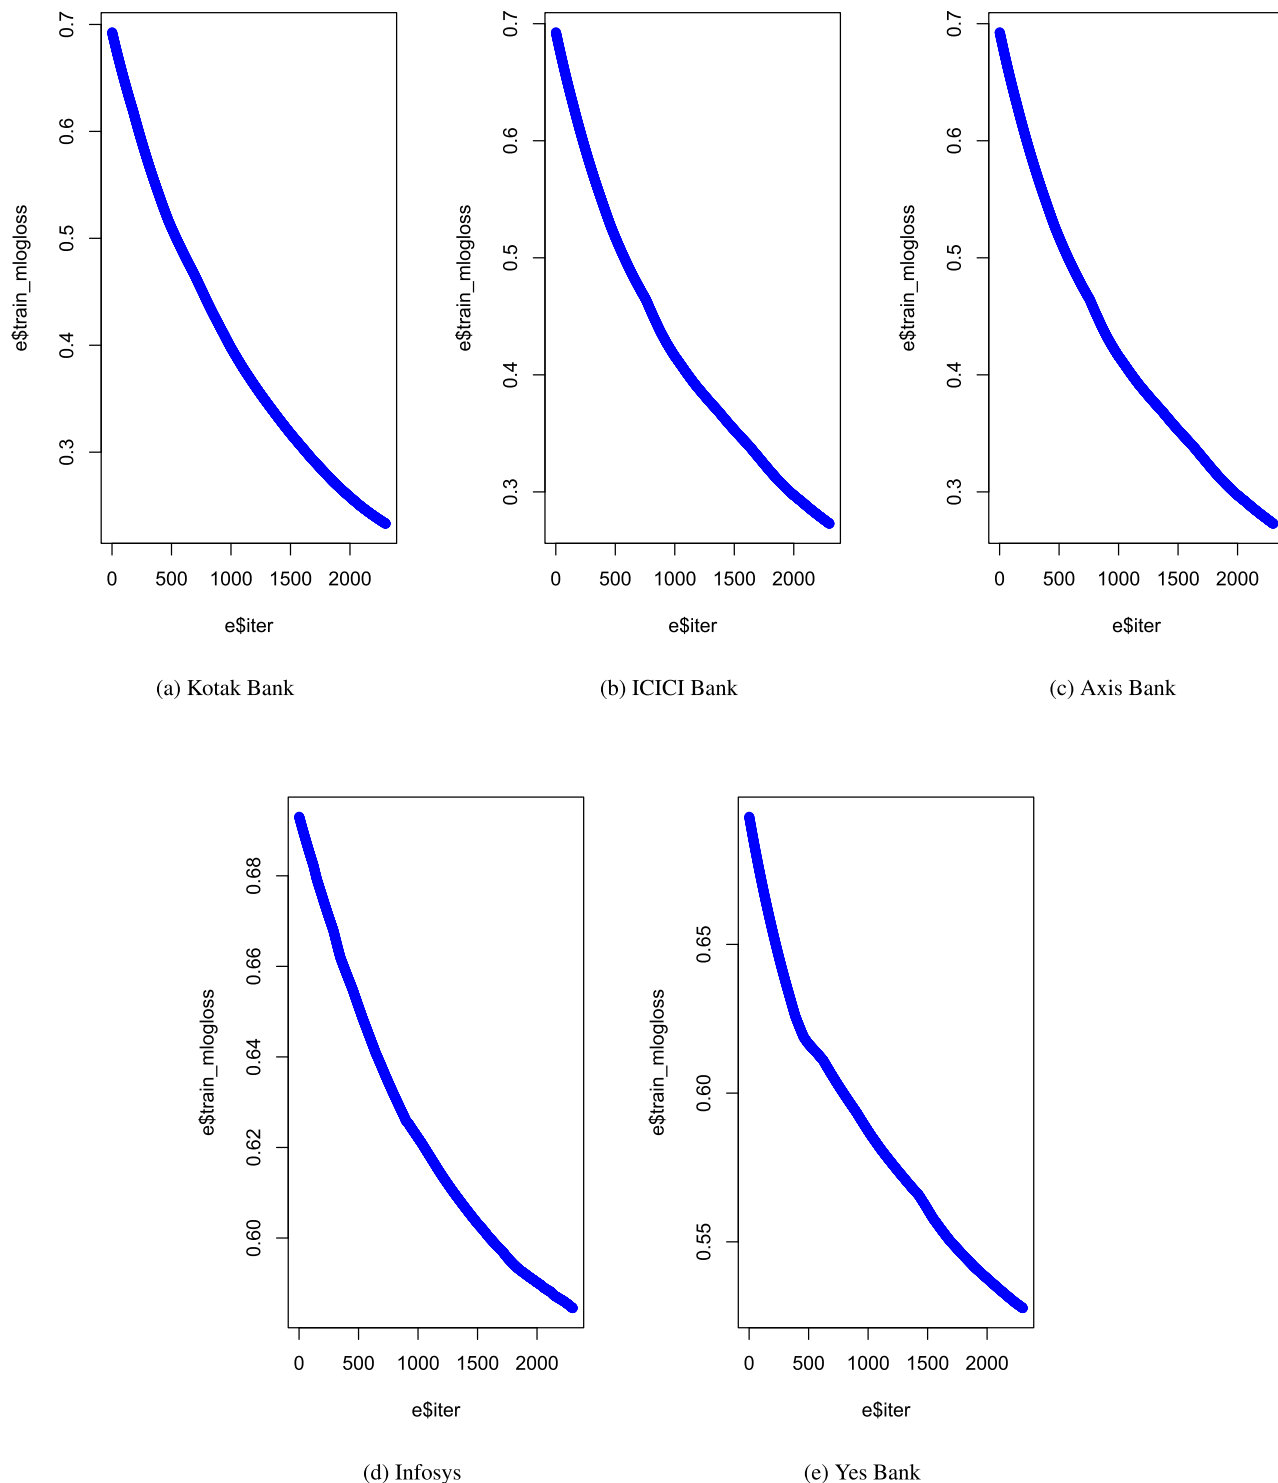 0.7
0.6
0.5
0.4
0.3
e$train_mlogloss
0 500 1000 1500 2000
e$iter
(a) Kotak Bank
0.7
0.6
0.5
0.4
0.3
e$train_mlogloss
0 500 1000 1500 2000
e$iter
(b) ICICI Bank
0.7
0.6
0.5
0.4
0.3
e$train_mlogloss
0 500 1000 1500 2000
e$iter
(c) Axis Bank
0.68
0.66
0.64
0.62
0.60
e$train_mlogloss
0 500 1000 1500 2000
e$iter
(d) Infosys
0.65
0.60
0.55
e$train_mlogloss
0 500 1000 1500 2000
e$iter
(e) Yes Bank